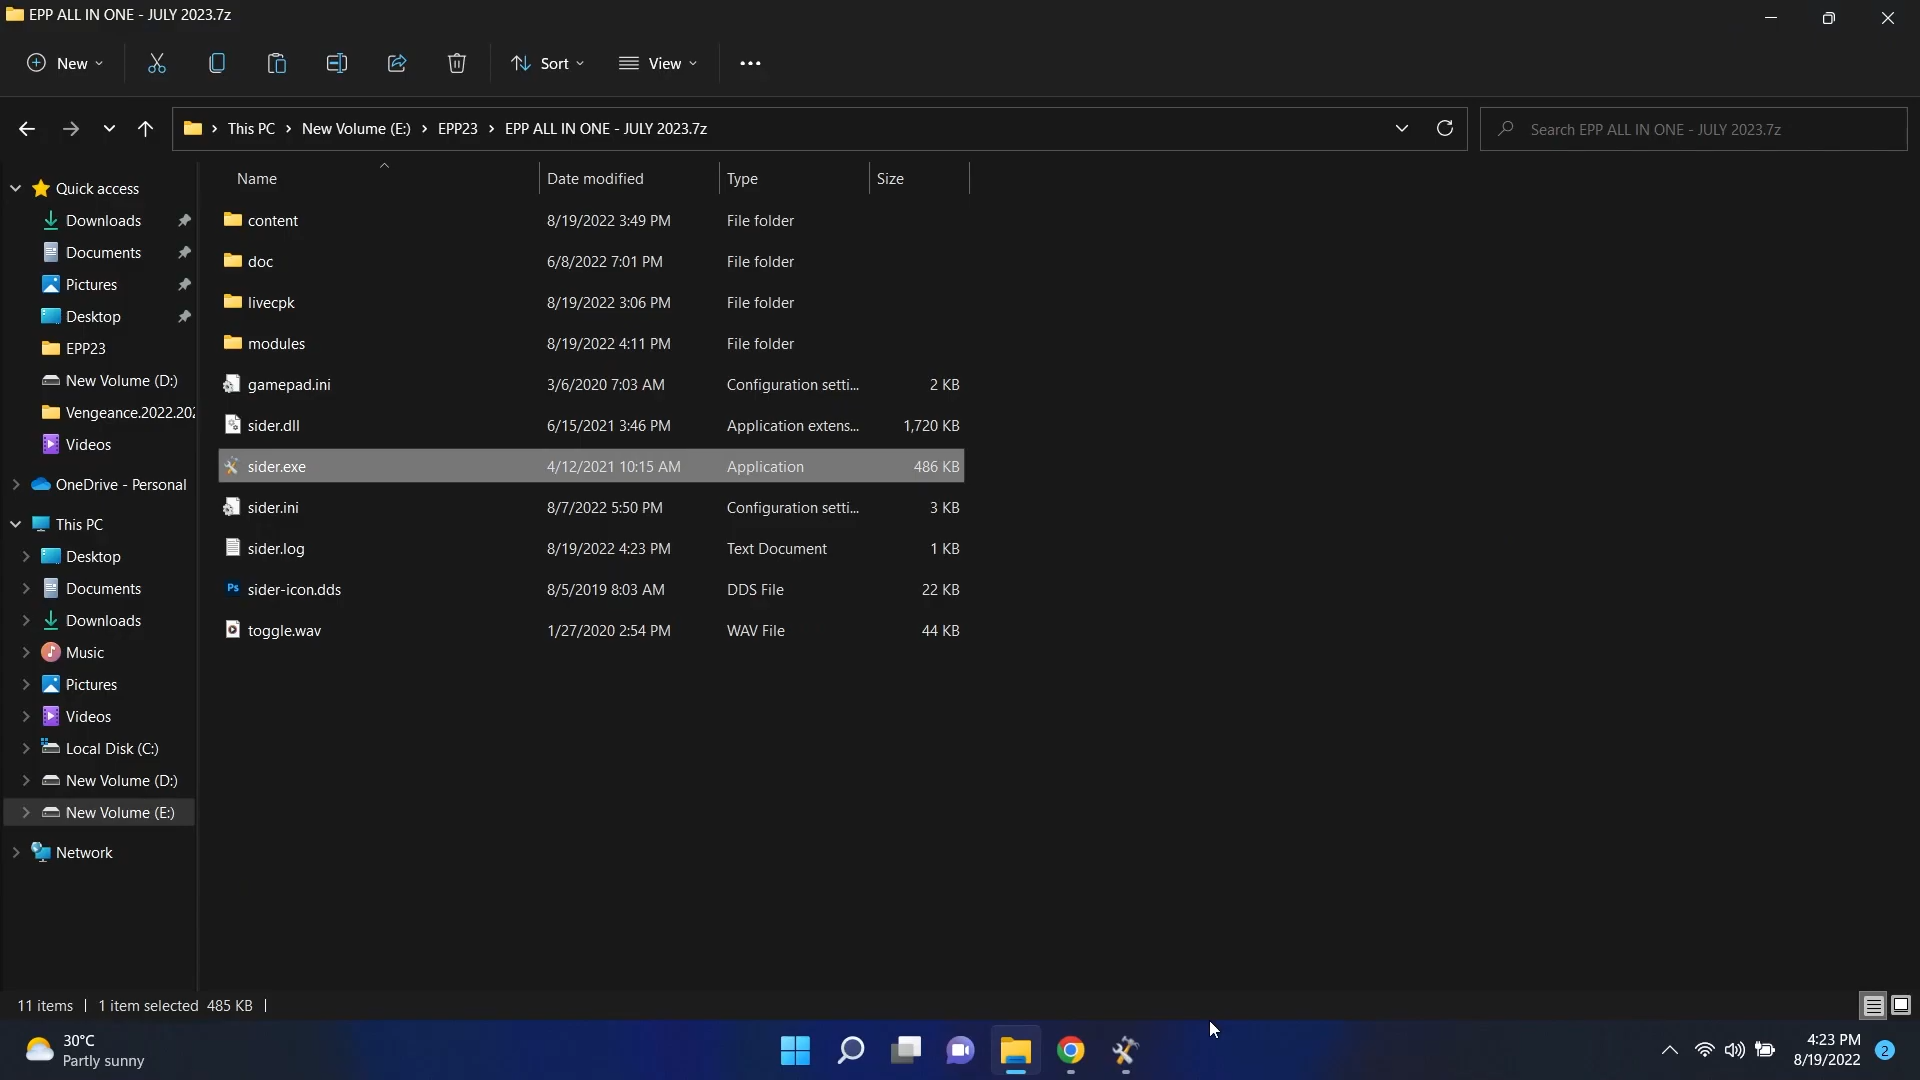 EPP ALL IN ONE - JULY 2023.7z
New
Sort
View
This PC
New Volume (E:)
EPP23
EPP ALL IN ONE - JULY 2023.7z
Search EPP ALL IN ONE - JULY 2023.7z
Quick access
Downloads
Documents
Pictures
Desktop
EPP23
New Volume (D:)
Vengeance.2022.202
Videos
OneDrive - Personal
This PC
Desktop
Documents
Downloads
Music
Pictures
Videos
Local Disk (C:)
New Volume (D:)
New Volume (E:)
Network
Name Date modified Type Size
content 8/19/2022 3:49 PM File folder
doc 6/8/2022 7:01 PM File folder
livecpk 8/19/2022 3:06 PM File folder
modules 8/19/2022 4:11 PM File folder
gamepad.ini 3/6/2020 7:03 AM Configuration setti... 2 KB
sider.dll 6/15/2021 3:46 PM Application extens... 1,720 KB
sider.exe 4/12/2021 10:15 AM Application 486 KB
sider.ini 8/7/2022 5:50 PM Configuration setti... 3 KB
sider.log 8/19/2022 4:23 PM Text Document 1 KB
Ps sider-icon.dds 8/5/2019 8:03 AM DDS File 22 KB
toggle.wav 1/27/2020 2:54 PM WAV File 44 KB
11 items 1 item selected 485 KB
30°C
Partly sunny
4:23 PM
8/19/2022
2